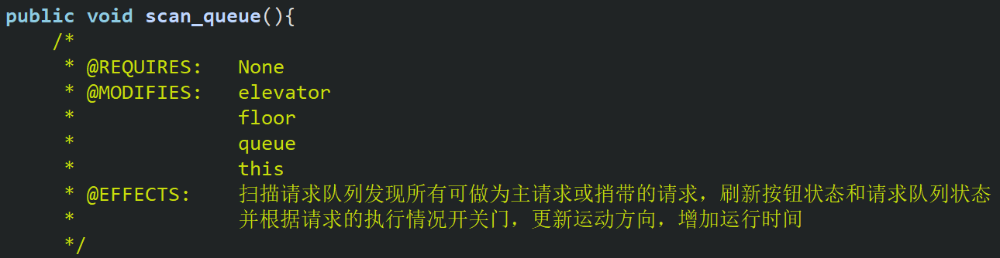 public void scan_queue(){
/*
* @REQUIRES: None
* @MODIFIES: elevator
* floor
* queue
* this
* @EFFECTS: 扫描请求队列发现所有可做为主请求或捎带的请求，刷新按钮状态和请求队列状态
* 并根据请求的执行情况开关门，更新运动方向，增加运行时间
*/